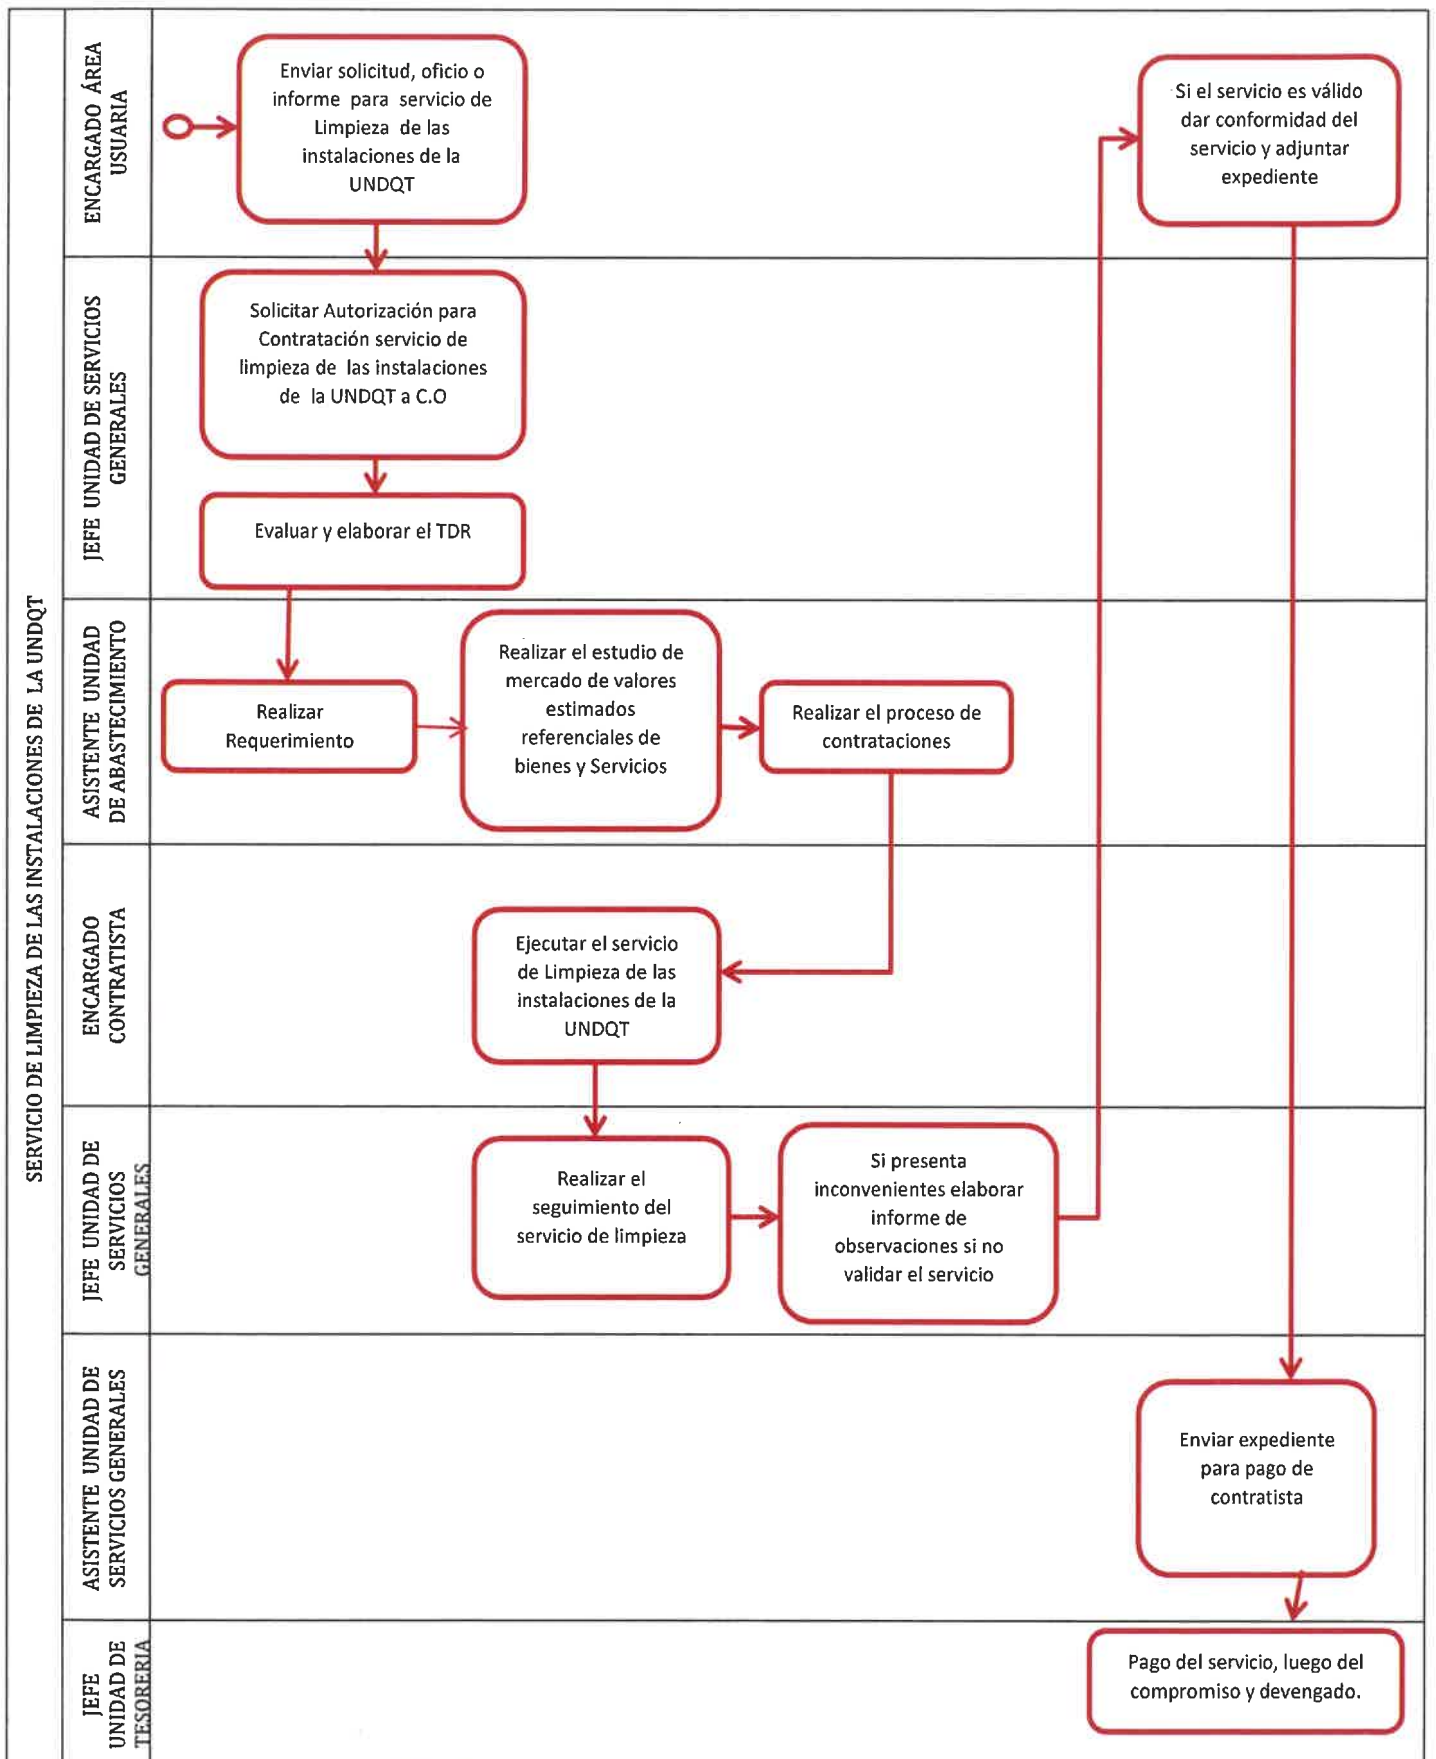 SERVICIO DE LIMPIEZA DE LAS INSTALACIONES DE LA UNDQT
ENCARGADO ÁREA
USUARIA
Enviar solicitud, oficio o
informe para servicio de
Limpieza de las
instalaciones de la
UNDQT
Si el servicio es válido
dar conformidad del
servicio y adjuntar
expediente
JEFE UNIDAD DE SERVICIOS
GENERALES
Solicitar Autorización para
Contratación servicio de
limpieza de las instalaciones
de la UNDQT a C.O
Evaluar y elaborar el TDR
ASISTENTE UNIDAD
DE ABASTECIMIENTO
Realizar
Requerimiento
Realizar el estudio de
mercado de valores
estimados
referenciales de
bienes y Servicios
Realizar el proceso de
contrataciones
ENCARGADO
CONTRATISTA
Ejecutar el servicio
de Limpieza de las
instalaciones de la
UNDQT
JEFE UNIDAD DE
SERVICIOS
GENERALES
Realizar el
seguimiento del
servicio de limpieza
Si presenta
inconvenientes elaborar
informe de
observaciones si no
validar el servicio
ASISTENTE UNIDAD DE
SERVICIOS GENERALES
Enviar expediente
para pago de
contratista
JEFE
UNIDAD DE
TESORERIA
Pago del servicio, luego del
compromiso y devengado.